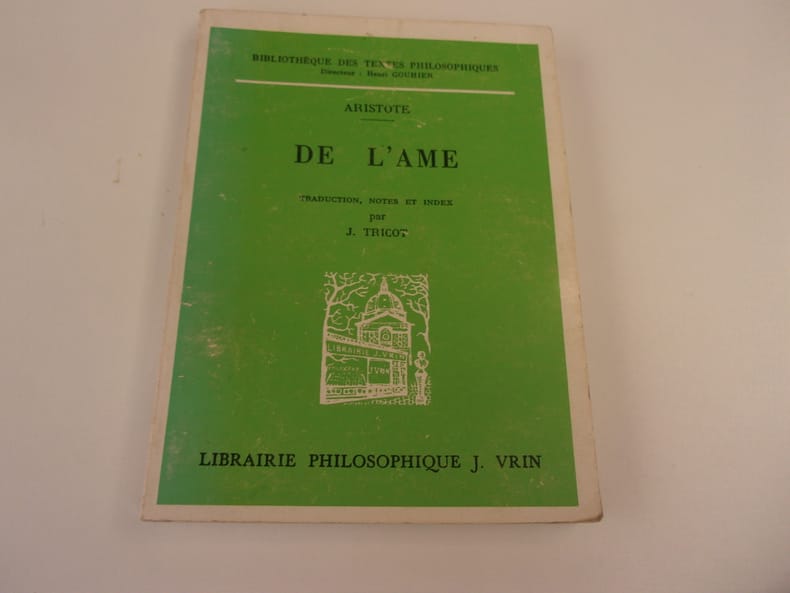 BIBLIOTHÈQUE DES TEXTES PHILOSOPHIQUES
Directeur : Henri GOUHIER
ARISTOTE
DE L'AME
TRADUCTION, NOTES ET INDEX
par
J. TRICOT
LIBRAIRIE J. VRIN
J VRIN
LIBRAIRIE PHILOSOPHIQUE J. VRIN